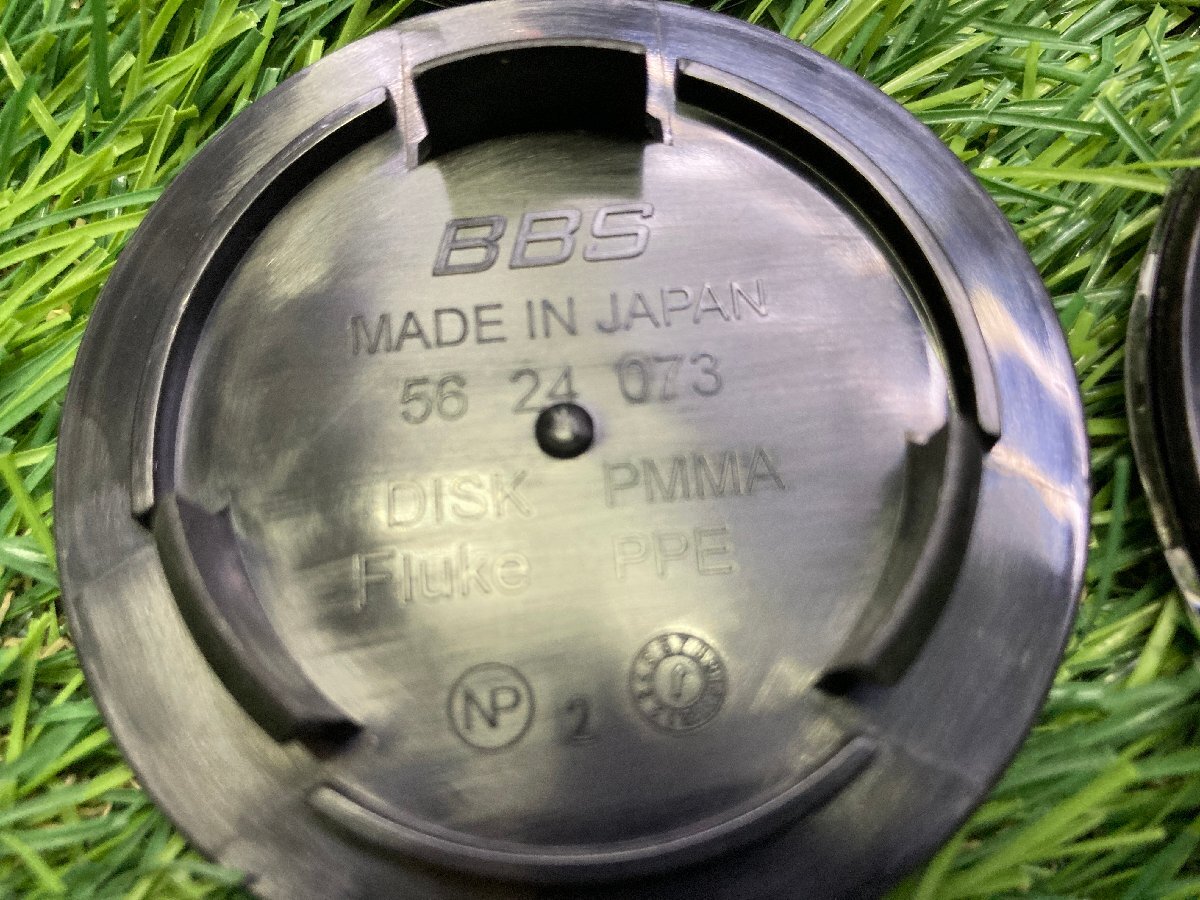 BBS
MADE IN JAPAN
56 24 073
DISK PMMA
Fluke PPE
NP 2